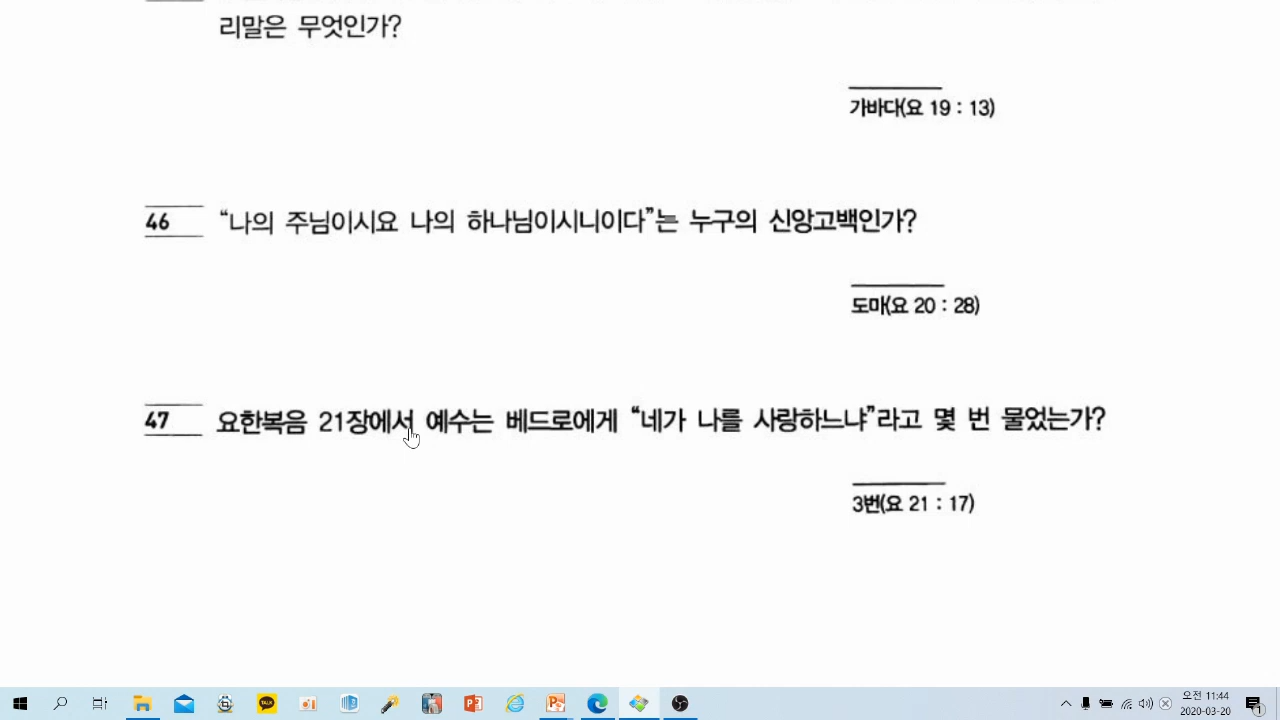 리말은 무엇인가?
가바다(요 19 : 13)
46 “나의 주님이시요 나의 하나님이시니이다”는 누구의 신앙고백인가?
도마(요 20 : 28)
47 요한복음 21장에서 예수는 베드로에게 “네가 나를 사랑하느냐”라고 몇 번 물었는가?
3번(요 21 : 17)
TALK
오전 11:44
2020-03-20
1